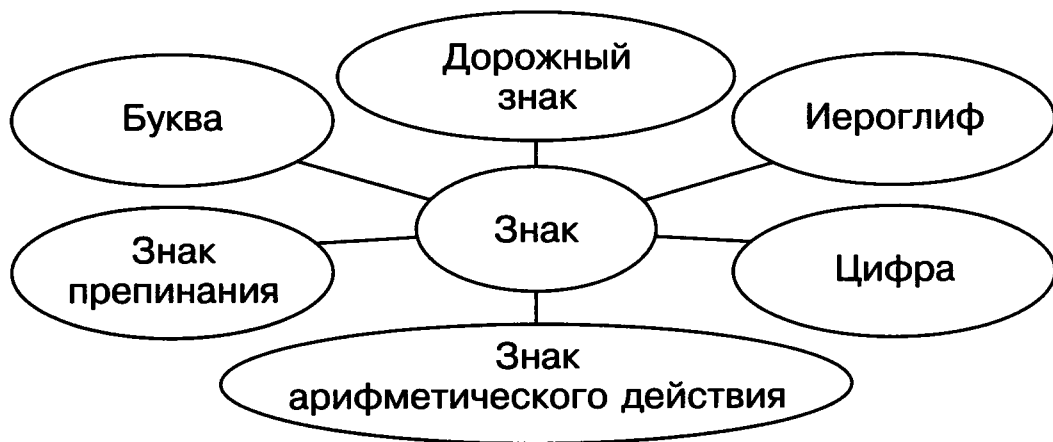 Дорожный
знак
Буква
Иероглиф
Знак
Знак
препинания
Цифра
Знак
арифметического действия